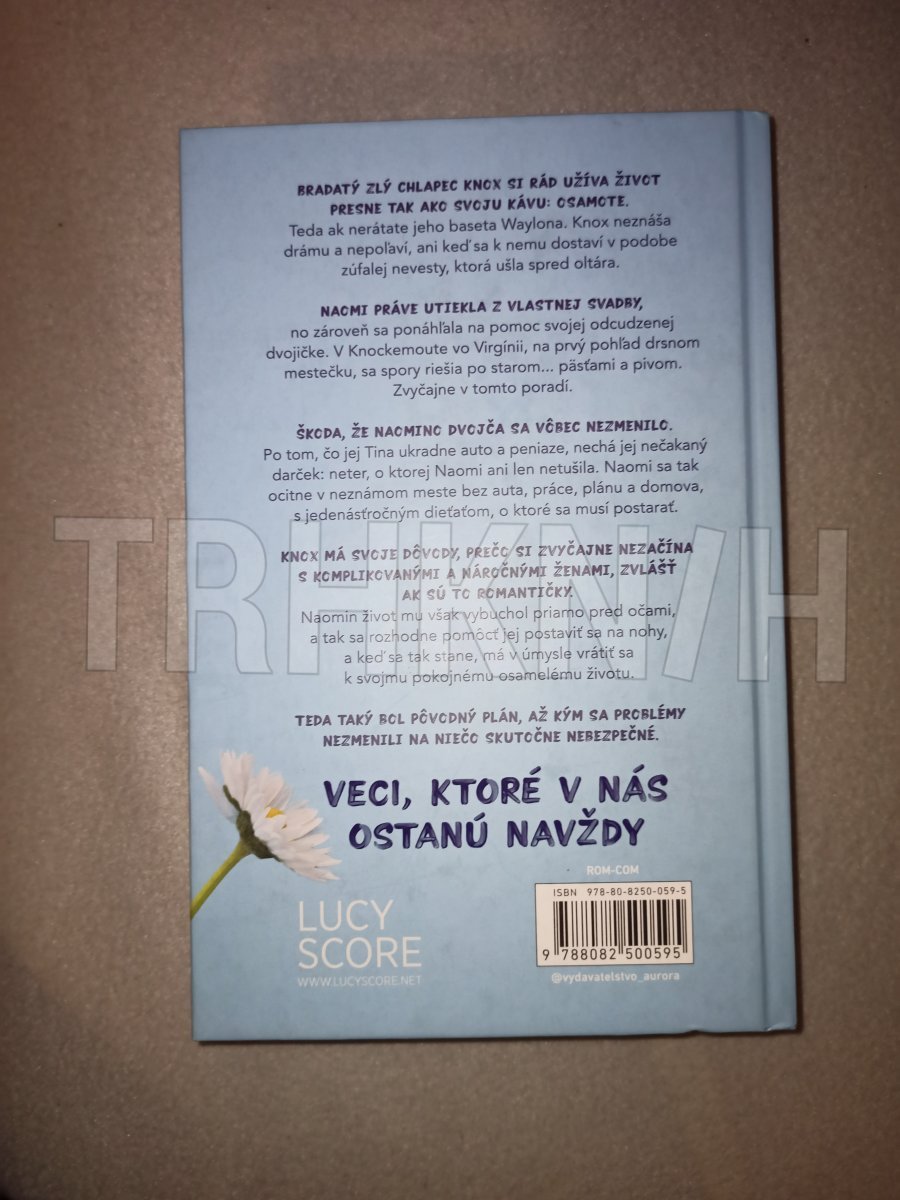 BRADATÝ ZLÝ CHLAPEC KNOX SI RÁD UŽÍVA ŽIVOT
PRESNE TAK AKO SVOJU KÁVU: OSAMOTE.
Teda ak nerátate jeho baseta Waylona. Knox neznáša
drámu a nepoľaví, ani keď sa k nemu dostaví v podobe
zúfalej nevesty, ktorá ušla spred oltára.
NAOMI PRÁVE UTIEKLA Z VLASTNEJ SVADBY,
no zároveň sa ponáhľala na pomoc svojej odcudzenej
dvojičke. V Knockemoute vo Virgínii, na prvý pohľad drsnom
mestečku, sa spory riešia po starom... päsťami a pivom.
Zvyčajne v tomto poradí.
ŠKODA, ŽE NAOMINO DVOJČA SA VÔBEC NEZMENILO.
Po tom, čo jej Tina ukradne auto a peniaze, nechá jej nečakaný
darček: neter, o ktorej Naomi ani len netušila. Naomi sa tak
ocitne v neznámom meste bez auta, práce, plánu a domova,
s jedenásťročným dieťaťom, o ktoré sa musí postarať.
KNOX MÁ SVOJE DÔVODY, PREČO SI ZVYČAJNE NEZAČÍNA
S KOMPLIKOVANÝMI A NÁROČNÝMI ŽENAMI, ZVLÁŠŤ
AK SÚ TO ROMANTIČKY.
Naomin život mu však vybuchol priamo pred očami,
a tak sa rozhodne pomôcť jej postaviť sa na nohy,
a keď sa tak stane, má v úmysle vrátiť sa
k svojmu pokojnému osamelému životu.
TEDA TAKÝ BOL PÔVODNÝ PLÁN, AŽ KÝM SA PROBLÉMY
NEZMENILI NA NIEČO SKUTOČNE NEBEZPEČNÉ.
VECI, KTORÉ V NÁS
OSTANÚ NAVŽDY
ROM-COM
ISBN 978-80-8250-059-5
9 788082 500595
@vydavatelstvo_aurora
LUCY
SCORE
WWW.LUCYSCORE.NET
TRHKNÍH